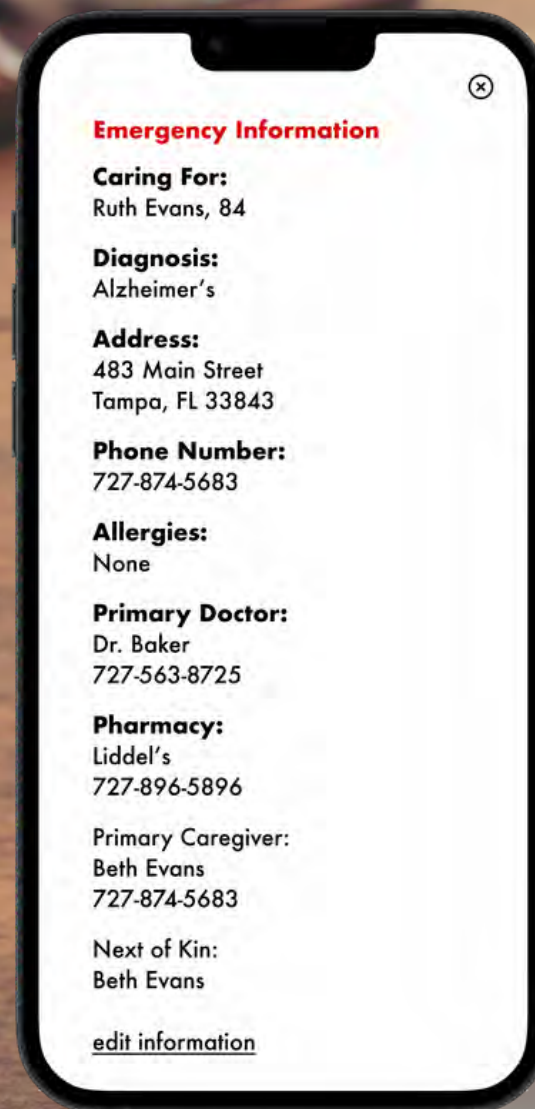 Emergency Information
Caring For:
Ruth Evans, 84
Diagnosis:
Alzheimer's
Address:
483 Main Street
Tampa, FL 33843
Phone Number:
727-874-5683
Allergies:
None
Primary Doctor:
Dr. Baker
727-563-8725
Pharmacy:
Liddel's
727-896-5896
Primary Caregiver:
Beth Evans
727-874-5683
Next of Kin:
Beth Evans
edit information